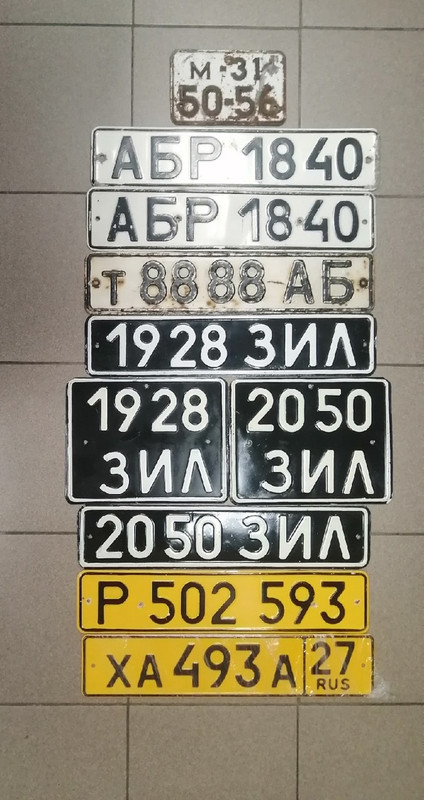 М-31
50-56
АБР 18 40
АБР 18 40
т 88 88 АБ
19 28 ЗИЛ
19 28
ЗИЛ
20 50
ЗИЛ
20 50 ЗИЛ
Р 502 593
ХА 493 А 27
RUS